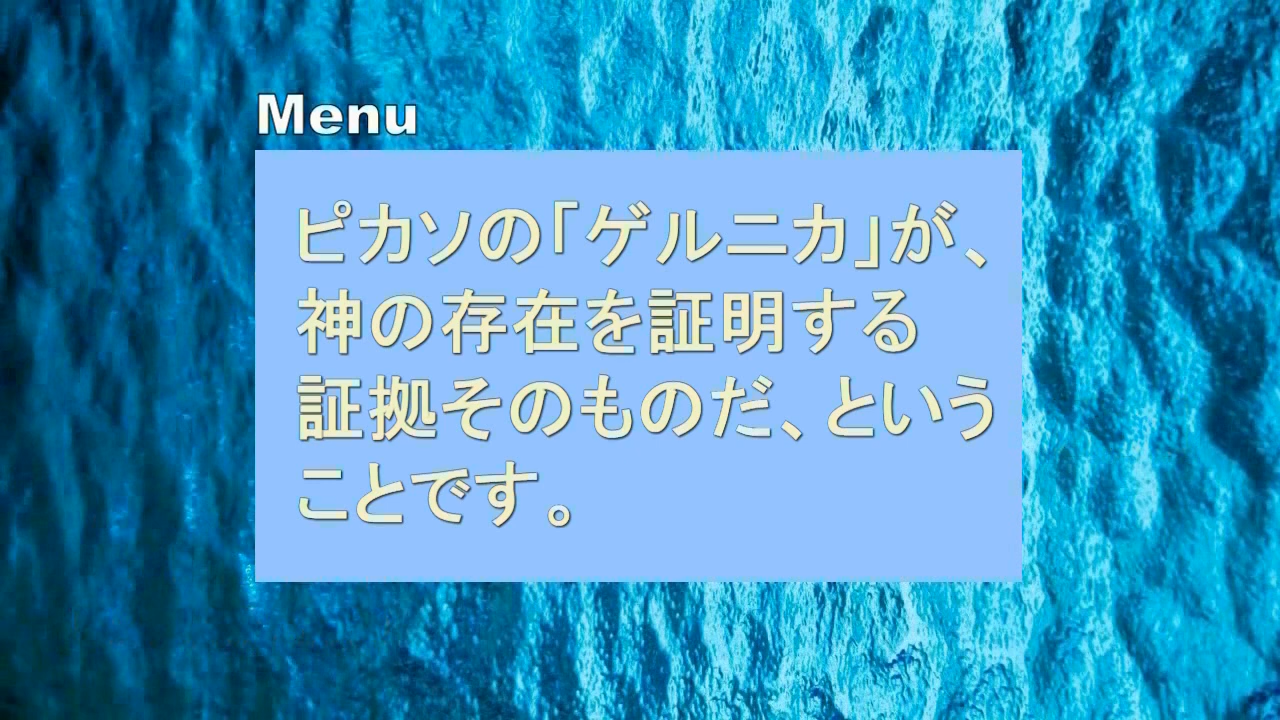 Menu
ピカソの「ゲルニカ」が、
神の存在を証明する
証拠そのものだ、という
ことです。